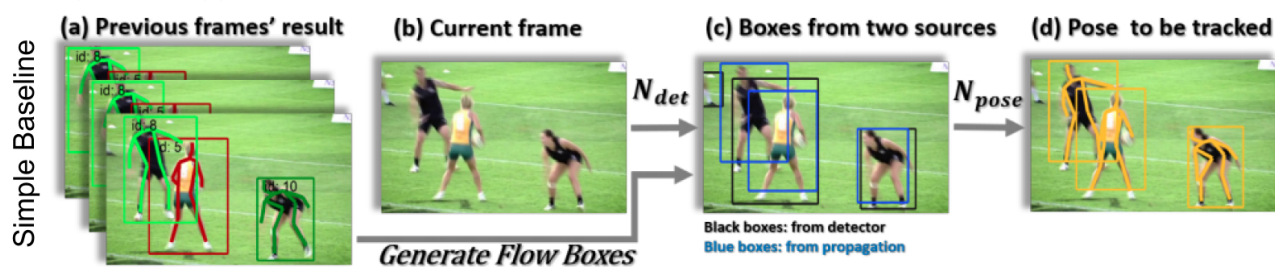 Simple Baseline
(a) Previous frames' result
(b) Current frame
(c) Boxes from two sources
(d) Pose to be tracked
id: 8
id: 8
id: 5
id: 8
id: 5
id: 10
N_det
N_pose
Generate Flow Boxes
Black boxes: from detector
Blue boxes: from propagation